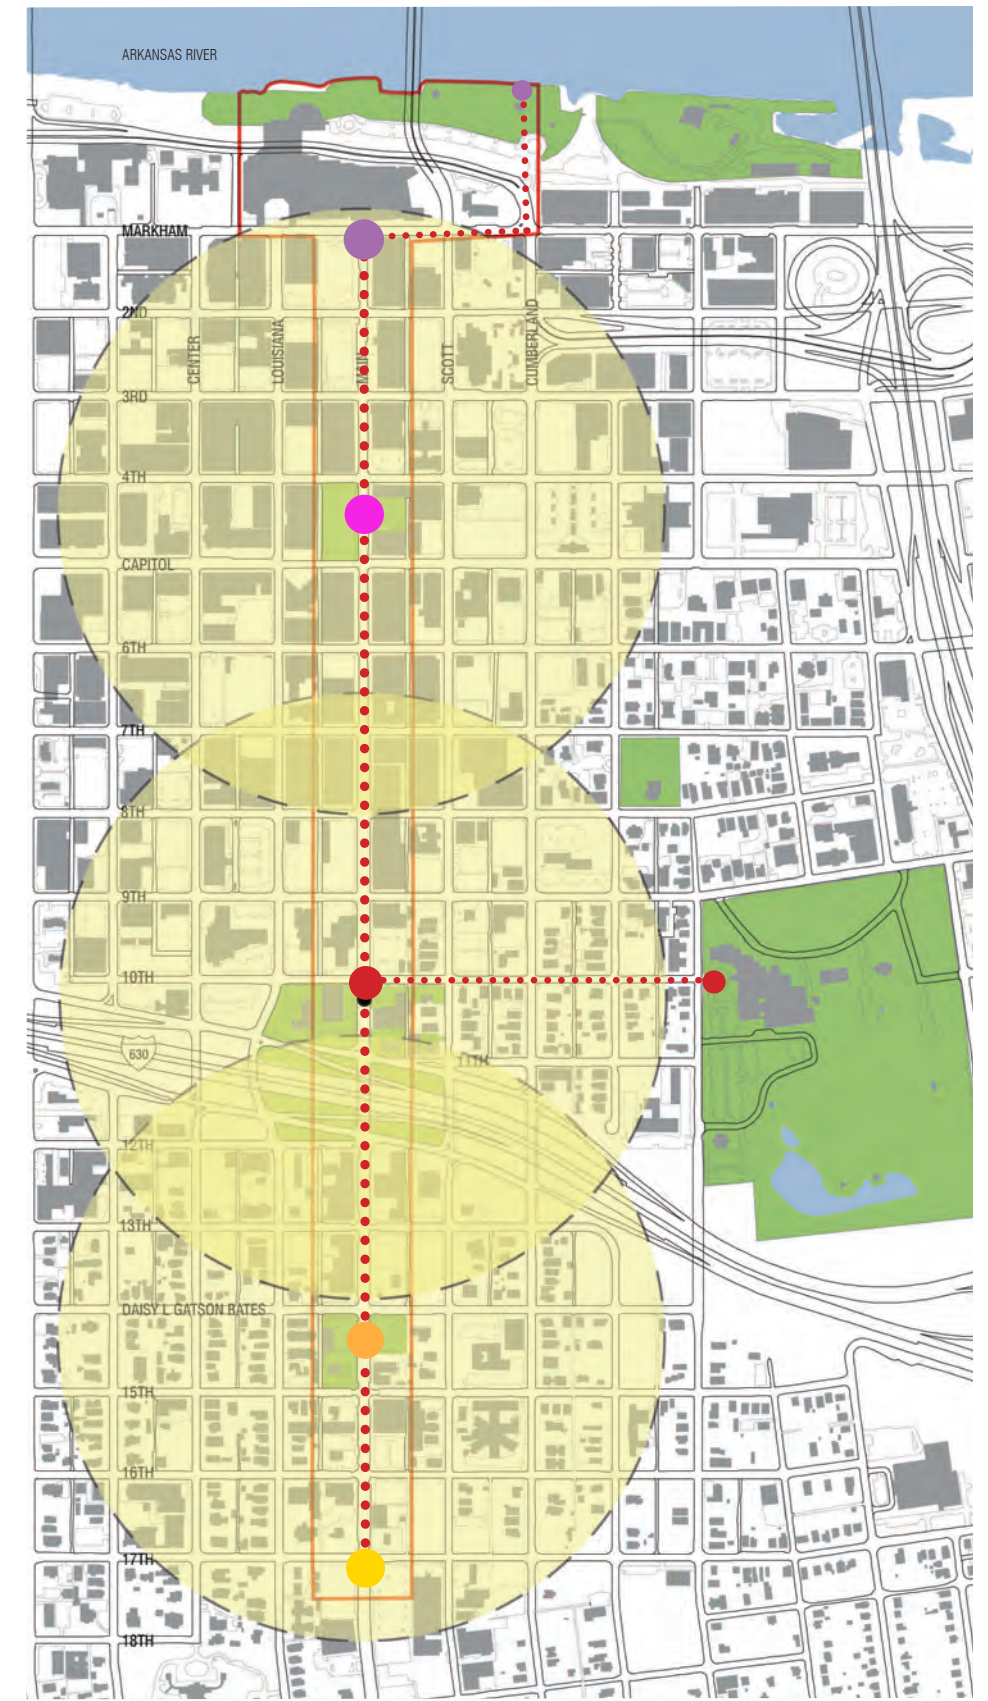 ARKANSAS RIVER
MARKHAM
2ND
CENTER
LOUISIANA
MAIN
SCOTT
CUMBERLAND
3RD
4TH
CAPITOL
6TH
7TH
8TH
9TH
10TH
630
11TH
12TH
13TH
DAISY L GATSON BATES
15TH
16TH
17TH
18TH